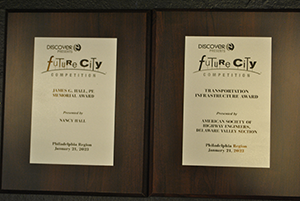 DISCOVER E
FUTURE CITY
COMPETITION
JAMES G. HALL, PE
MEMORIAL AWARD
Presented by
NANCY HALL
Philadelphia Region
January 21, 2023
DISCOVER E
FUTURE CITY
COMPETITION
TRANSPORTATION
INFRASTRUCTURE AWARD
Presented by
AMERICAN SOCIETY OF
HIGHWAY ENGINEERS,
DELAWARE VALLEY SECTION
Philadelphia Region
January 21, 2023